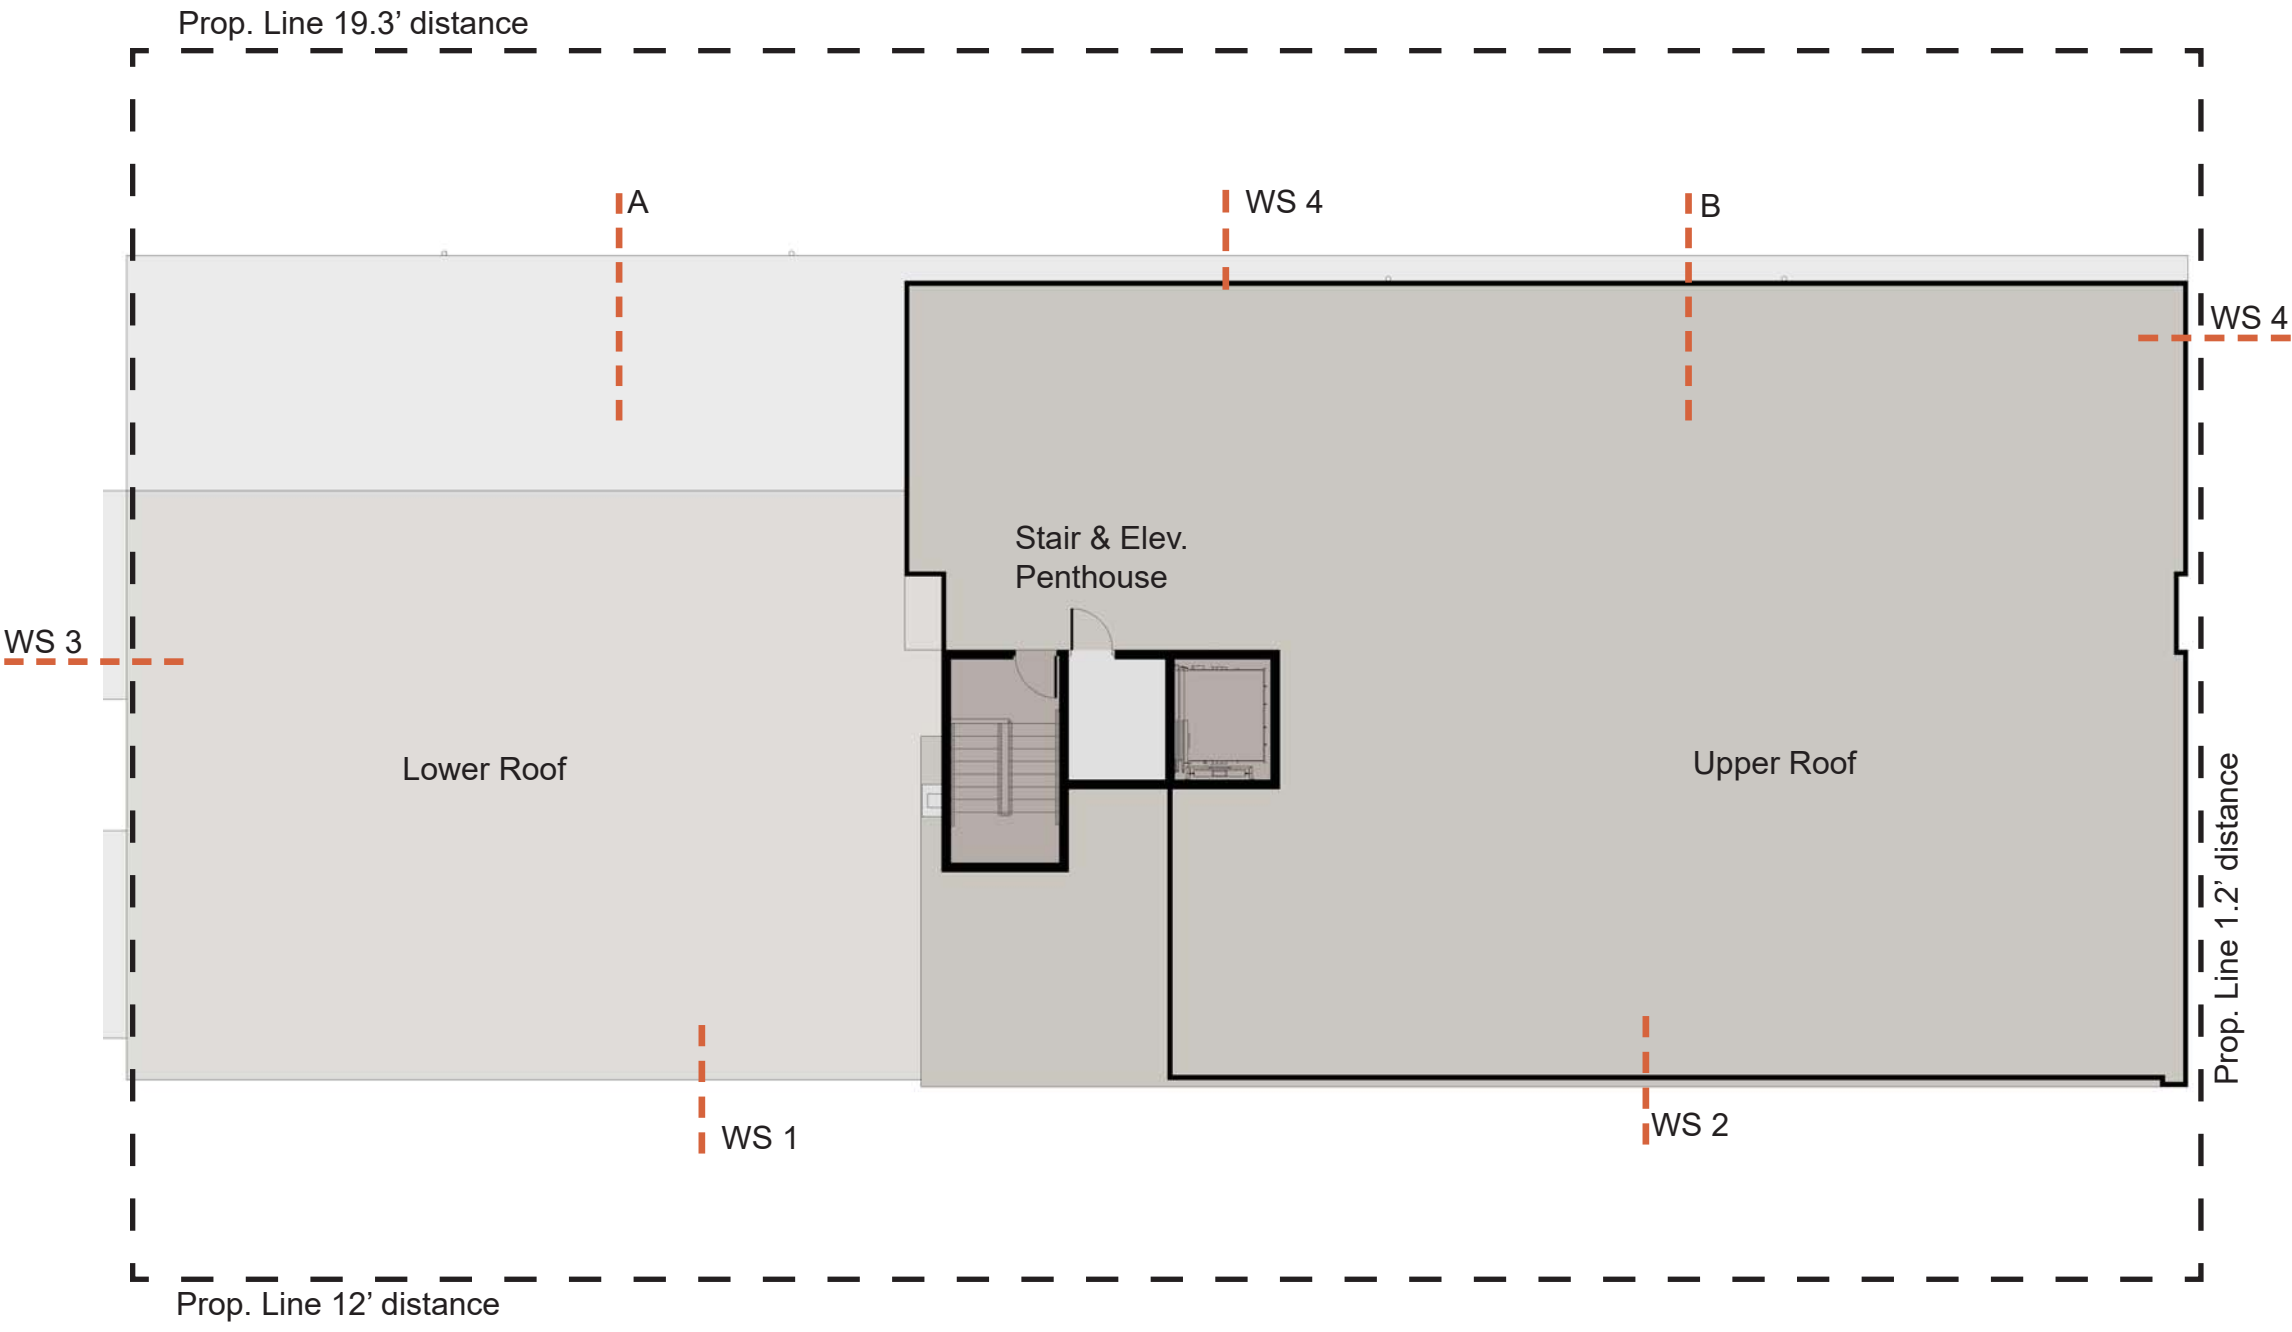 Prop. Line 19.3’ distance
A
WS 4
B
WS 4
Stair & Elev.
Penthouse
WS 3
Lower Roof
Upper Roof
Prop. Line 1.2’ distance
WS 1
WS 2
Prop. Line 12’ distance